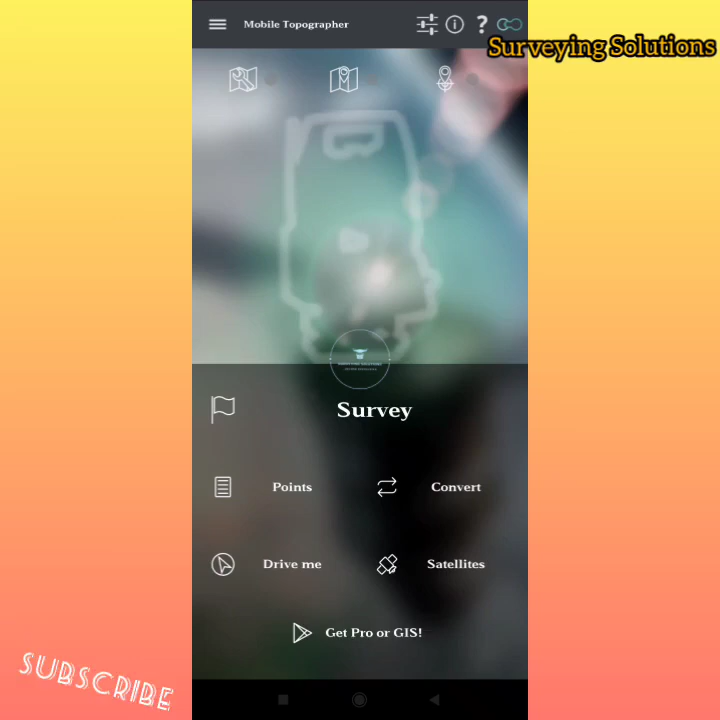 Mobile Topographer
Surveying Solutions
Survey
Points
Convert
Drive me
Satellites
Get Pro or GIS!
SUBSCRIBE